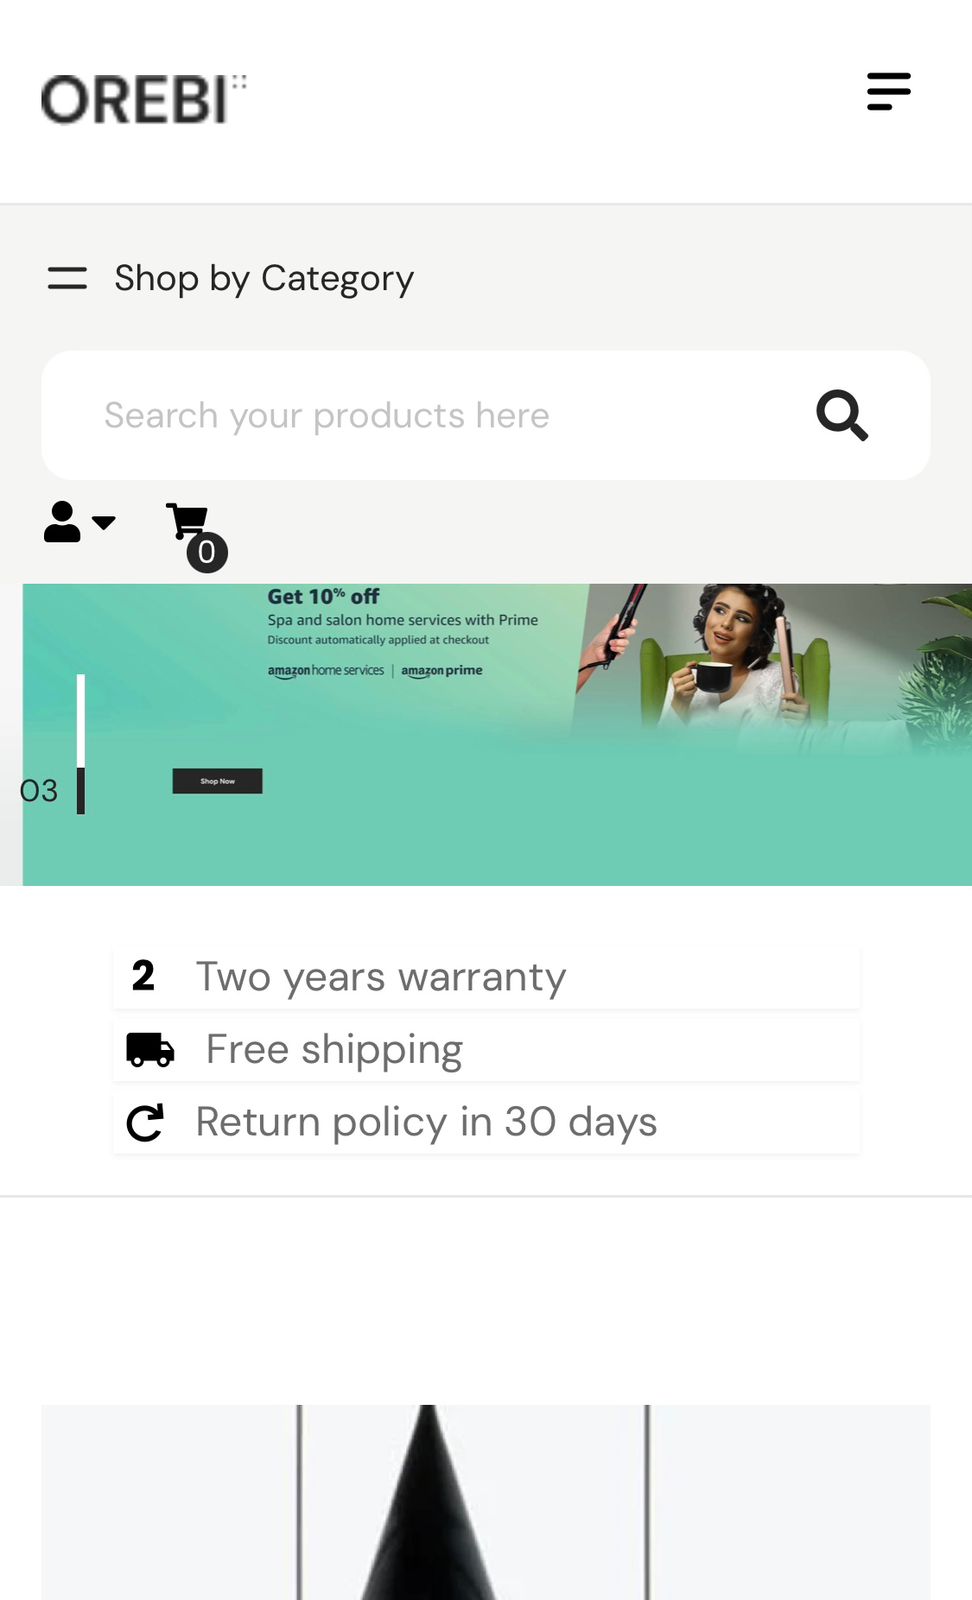 OREBI
Shop by Category
Search your products here
0
Get 10% off
Spa and salon home services with Prime
Discount automatically applied at checkout
amazon home services | amazon prime
Shop Now
03
2 Two years warranty
Free shipping
Return policy in 30 days